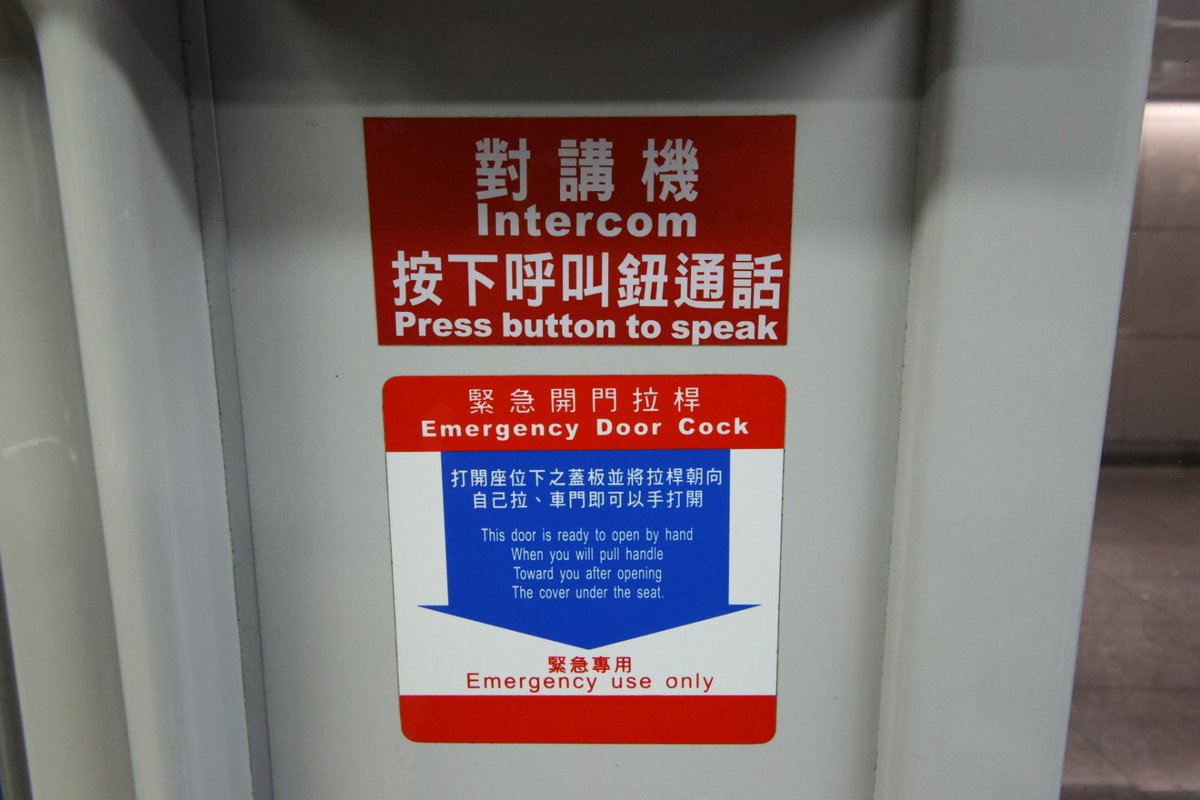 對講機
Intercom
按下呼叫鈕通話
Press button to speak
緊急開門拉桿
Emergency Door Cock
打開座位下之蓋板並將拉桿朝向
自己拉、車門即可以手打開
This door is ready to open by hand
When you will pull handle
Toward you after opening
The cover under the seat.
緊急專用
Emergency use only